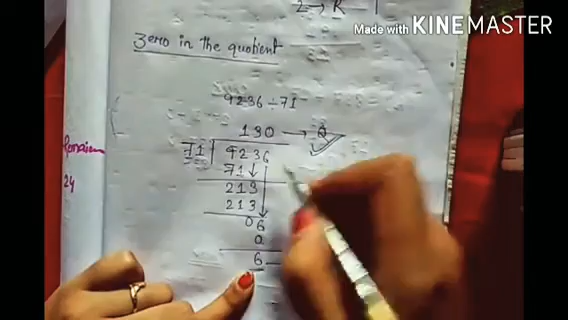 2 → R
Made with KINEMASTER
Zero in the quotient
9236 ÷ 71
130 → Q
71 9236
71 ↓
213
213
06
0
6
24